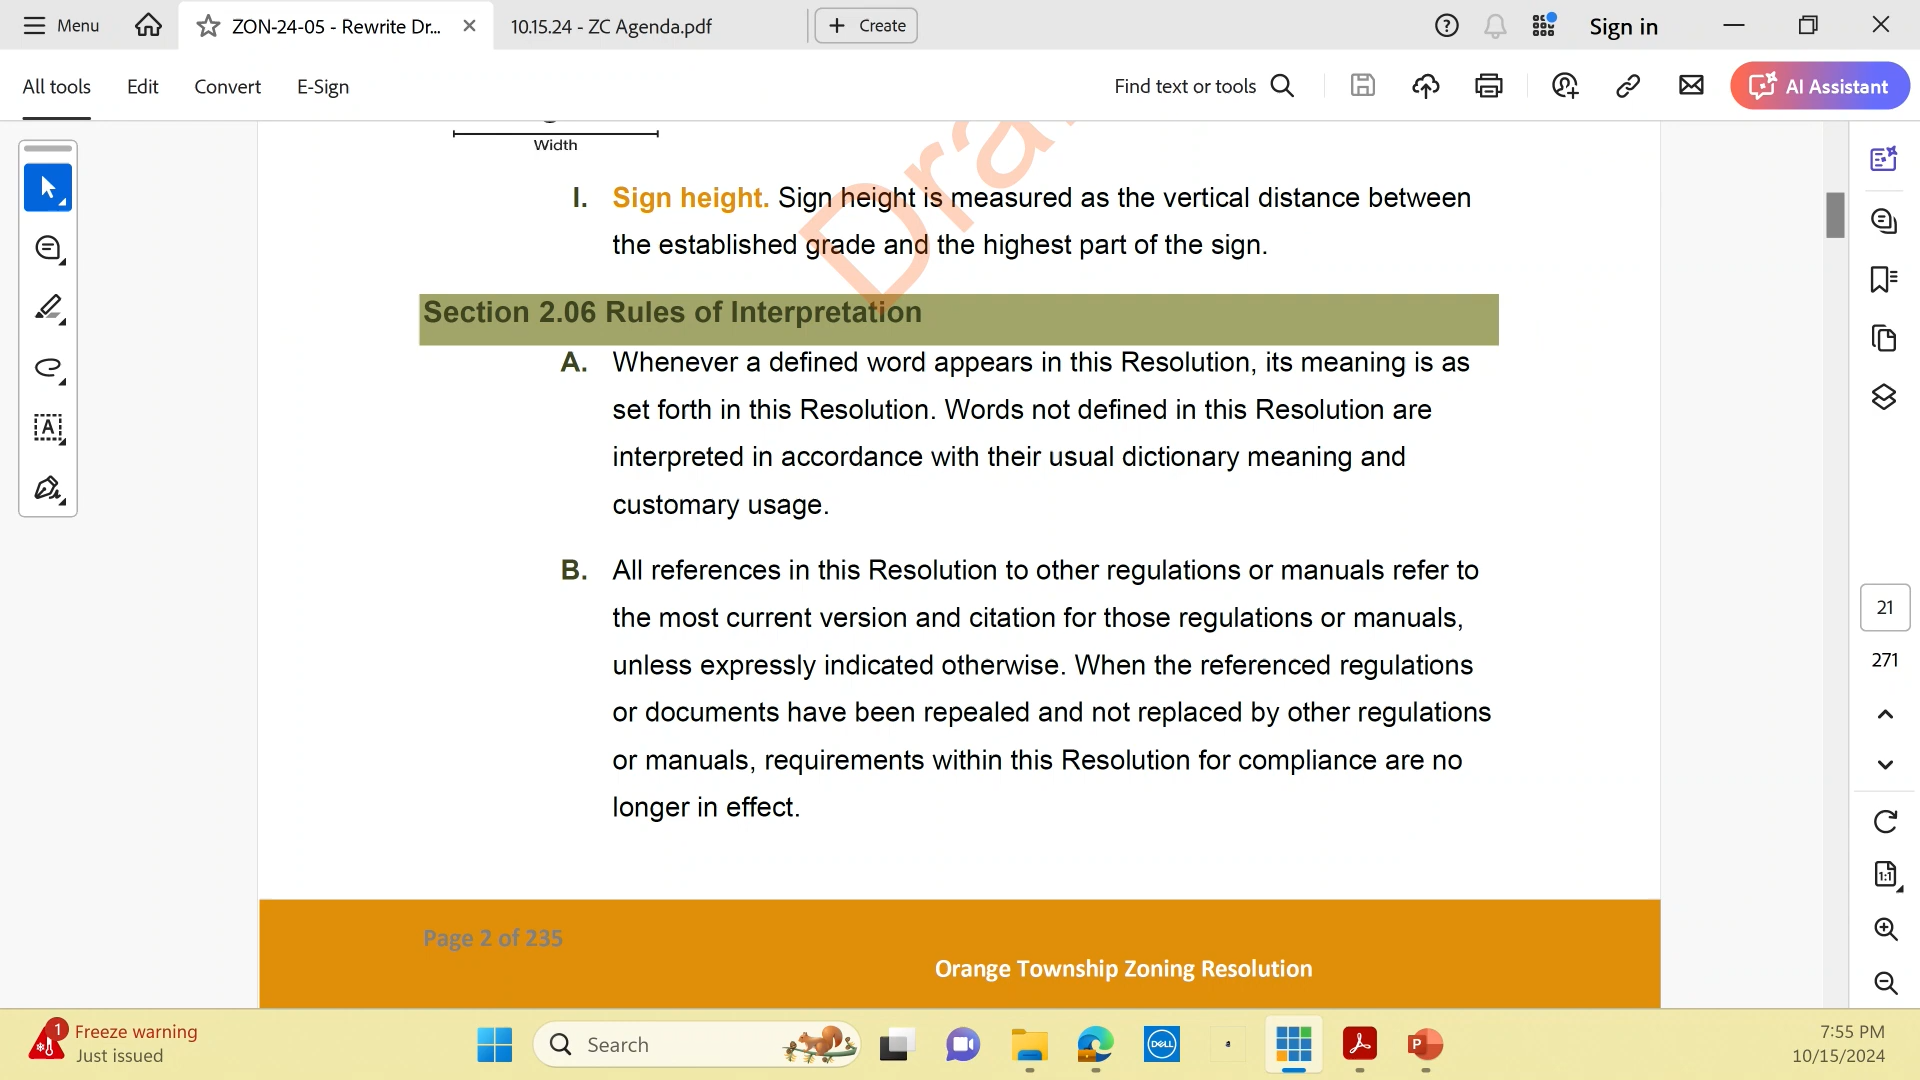 Menu
ZON-24-05 - Rewrite Dr...
10.15.24 - ZC Agenda.pdf
Create
Sign in
All tools
Edit
Convert
E-Sign
Find text or tools
AI Assistant
Width
I. Sign height. Sign height is measured as the vertical distance between
the established grade and the highest part of the sign.
Section 2.06 Rules of Interpretation
A. Whenever a defined word appears in this Resolution, its meaning is as
set forth in this Resolution. Words not defined in this Resolution are
interpreted in accordance with their usual dictionary meaning and
customary usage.
B. All references in this Resolution to other regulations or manuals refer to
the most current version and citation for those regulations or manuals,
unless expressly indicated otherwise. When the referenced regulations
or documents have been repealed and not replaced by other regulations
or manuals, requirements within this Resolution for compliance are no
longer in effect.
21
271
1:1
Page 2 of 235
Orange Township Zoning Resolution
1
Freeze warning
Just issued
Search
DELL
a
P
7:55 PM
10/15/2024